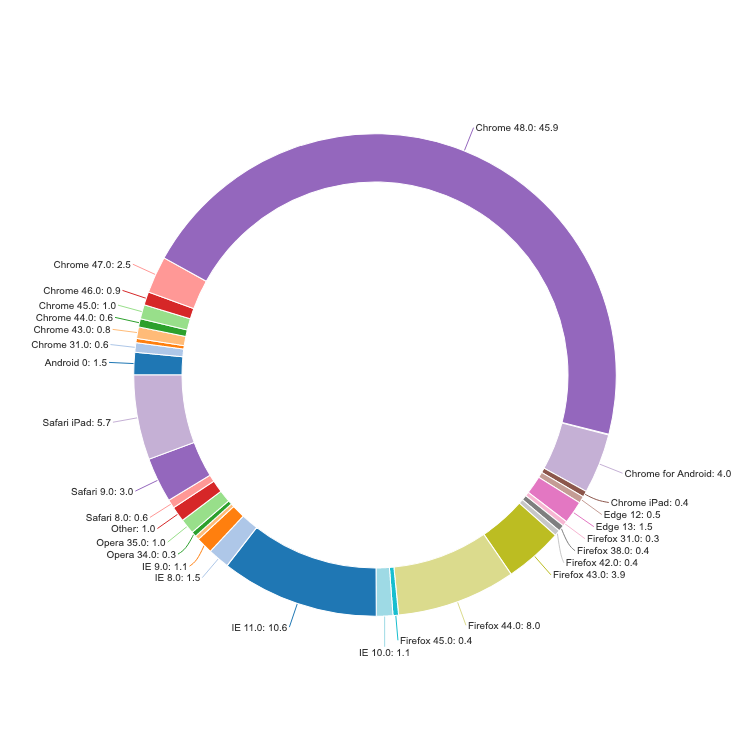 Chrome 48.0: 45.9
Chrome 47.0: 2.5
Chrome 46.0: 0.9
Chrome 45.0: 1.0
Chrome 44.0: 0.6
Chrome 43.0: 0.8
Chrome 31.0: 0.6
Android 0: 1.5
Safari iPad: 5.7
Safari 9.0: 3.0
Safari 8.0: 0.6
Other: 1.0
Opera 35.0: 1.0
Opera 34.0: 0.3
IE 9.0: 1.1
IE 8.0: 1.5
IE 11.0: 10.6
IE 10.0: 1.1
Firefox 45.0: 0.4
Firefox 44.0: 8.0
Firefox 43.0: 3.9
Firefox 42.0: 0.4
Firefox 38.0: 0.4
Firefox 31.0: 0.3
Edge 13: 1.5
Edge 12: 0.5
Chrome iPad: 0.4
Chrome for Android: 4.0